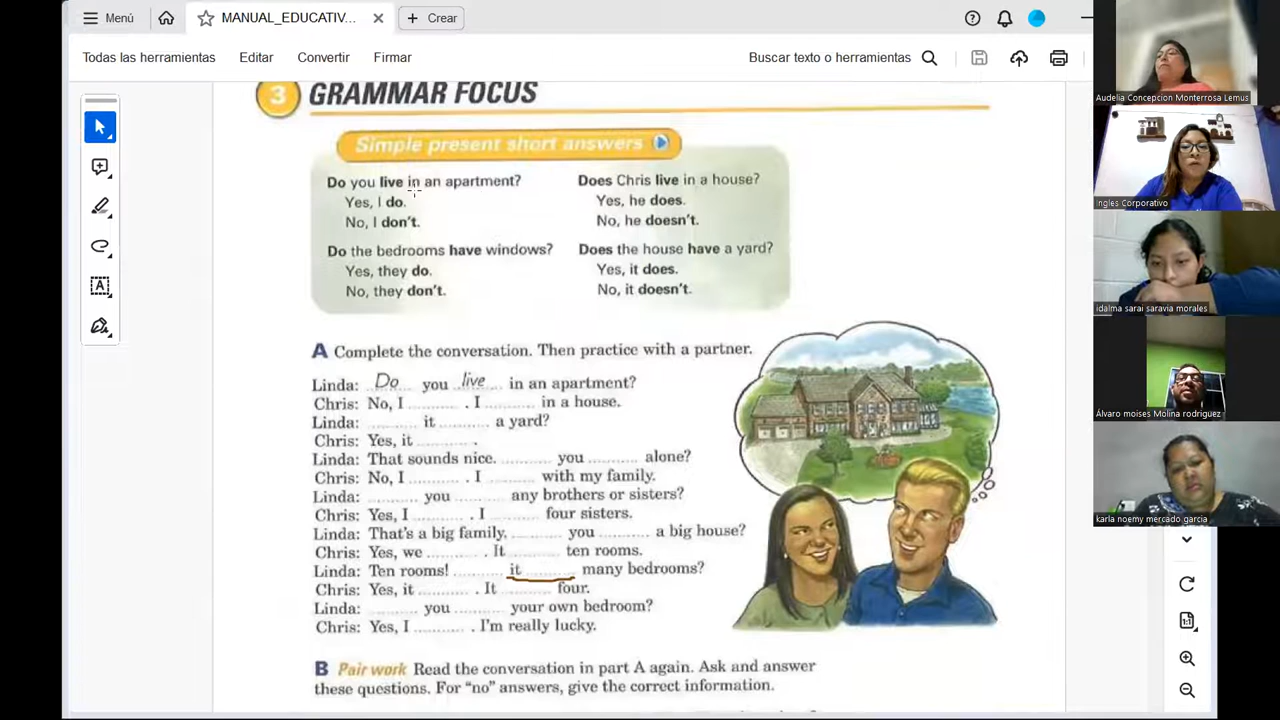 Menú
MANUAL_EDUCATIV...
Crear
Todas las herramientas
Editar
Convertir
Firmar
Buscar texto o herramientas
3 GRAMMAR FOCUS
Simple present short answers
Do you live in an apartment?
Yes, I do.
No, I don't.
Do the bedrooms have windows?
Yes, they do.
No, they don't.
Does Chris live in a house?
Yes, he does.
No, he doesn't.
Does the house have a yard?
Yes, it does.
No, it doesn't.
A Complete the conversation. Then practice with a partner.
Linda: Do you live in an apartment?
Chris: No, I ........ . I ........ in a house.
Linda: ........ it ........ a yard?
Chris: Yes, it ........ .
Linda: That sounds nice. ........ you ........ alone?
Chris: No, I ........ . I ........ with my family.
Linda: ........ you ........ any brothers or sisters?
Chris: Yes, I ........ . I ........ four sisters.
Linda: That's a big family, ........ you ........ a big house?
Chris: Yes, we ........ . It ........ ten rooms.
Linda: Ten rooms! ........ it ........ many bedrooms?
Chris: Yes, it ........ . It ........ four.
Linda: ........ you ........ your own bedroom?
Chris: Yes, I ........ . I'm really lucky.
B Pair work Read the conversation in part A again. Ask and answer
these questions. For "no" answers, give the correct information.
Audelia Concepcion Monterrosa Lemus
Ingles Corporativo
idalma sarai saravia morales
Álvaro moises Molina rodriguez
karla noemy mercado garcia
1:1